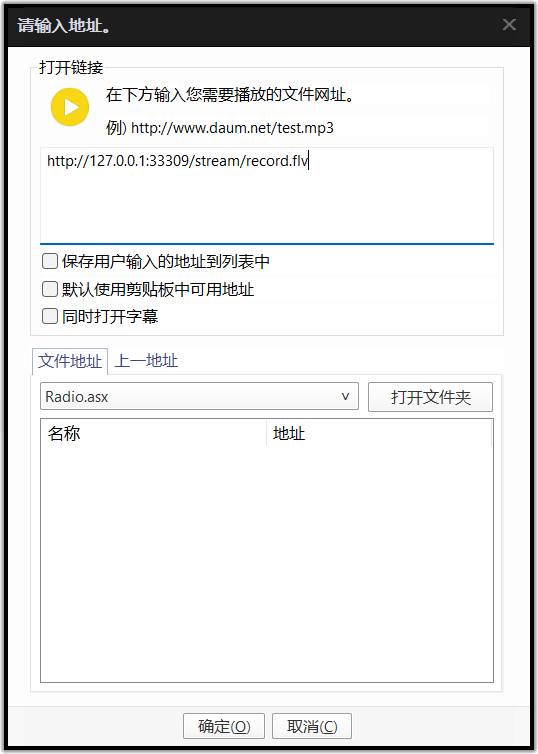 请输入地址。
打开链接
在下方输入您需要播放的文件网址。
例) http://www.daum.net/test.mp3
http://127.0.0.1:33309/stream/record.flv
保存用户输入的地址到列表中
默认使用剪贴板中可用地址
同时打开字幕
文件地址 上一地址
Radio.asx 打开文件夹
名称 地址
确定(O) 取消(C)